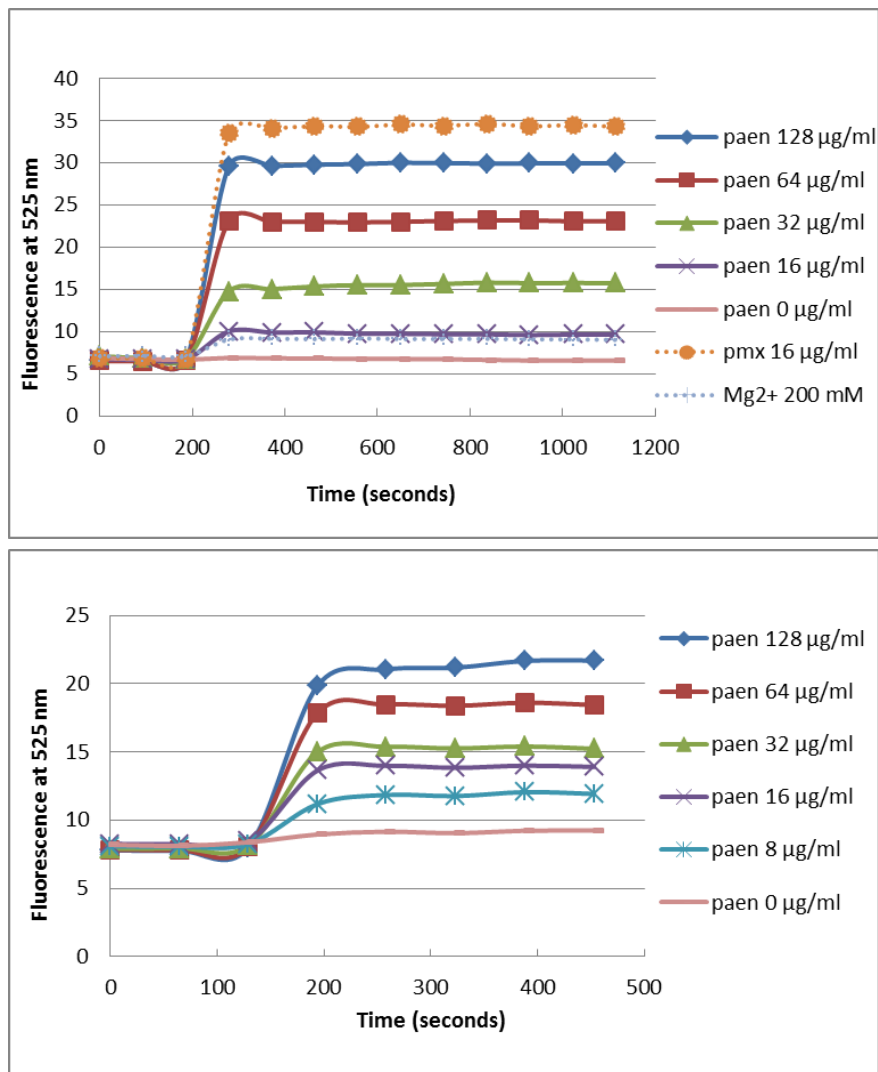 40
35
30
25
20
15
10
5
0
Fluorescence at 525 nm
0 200 400 600 800 1000 1200
Time (seconds)
paen 128 µg/ml
paen 64 µg/ml
paen 32 µg/ml
paen 16 µg/ml
paen 0 µg/ml
pmx 16 µg/ml
Mg2+ 200 mM
25
20
15
10
5
0
Fluorescence at 525 nm
0 100 200 300 400 500
Time (seconds)
paen 128 µg/ml
paen 64 µg/ml
paen 32 µg/ml
paen 16 µg/ml
paen 8 µg/ml
paen 0 µg/ml